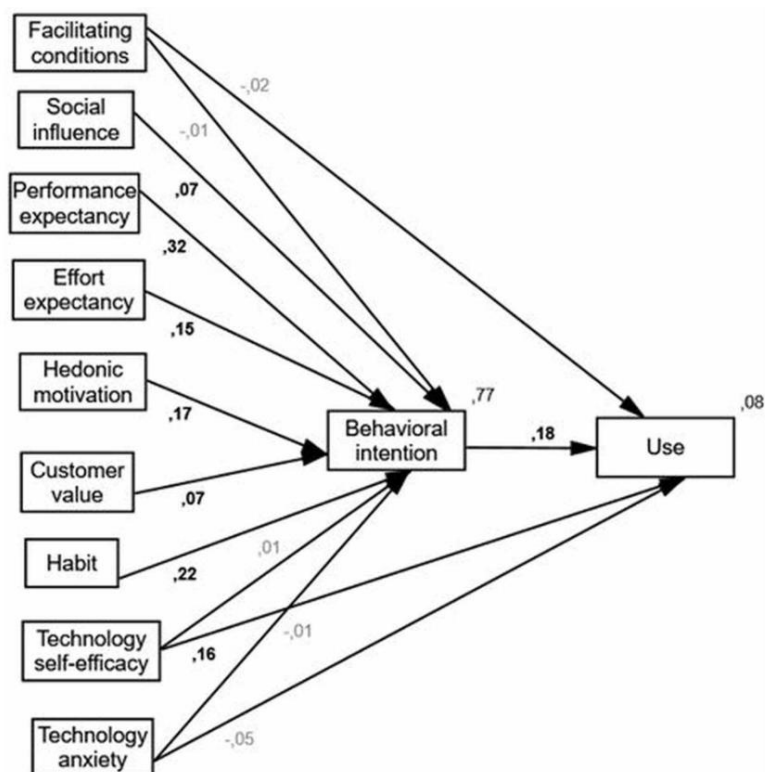 Facilitating
conditions
-,02
Social
influence
-,01
,07
Performance
expectancy
,32
Effort
expectancy
,15
Hedonic
motivation
,17
,77
,08
Behavioral
intention
,18
Use
Customer
value
,07
Habit
,01
,22
Technology
self-efficacy
,16
-,01
Technology
anxiety
-,05